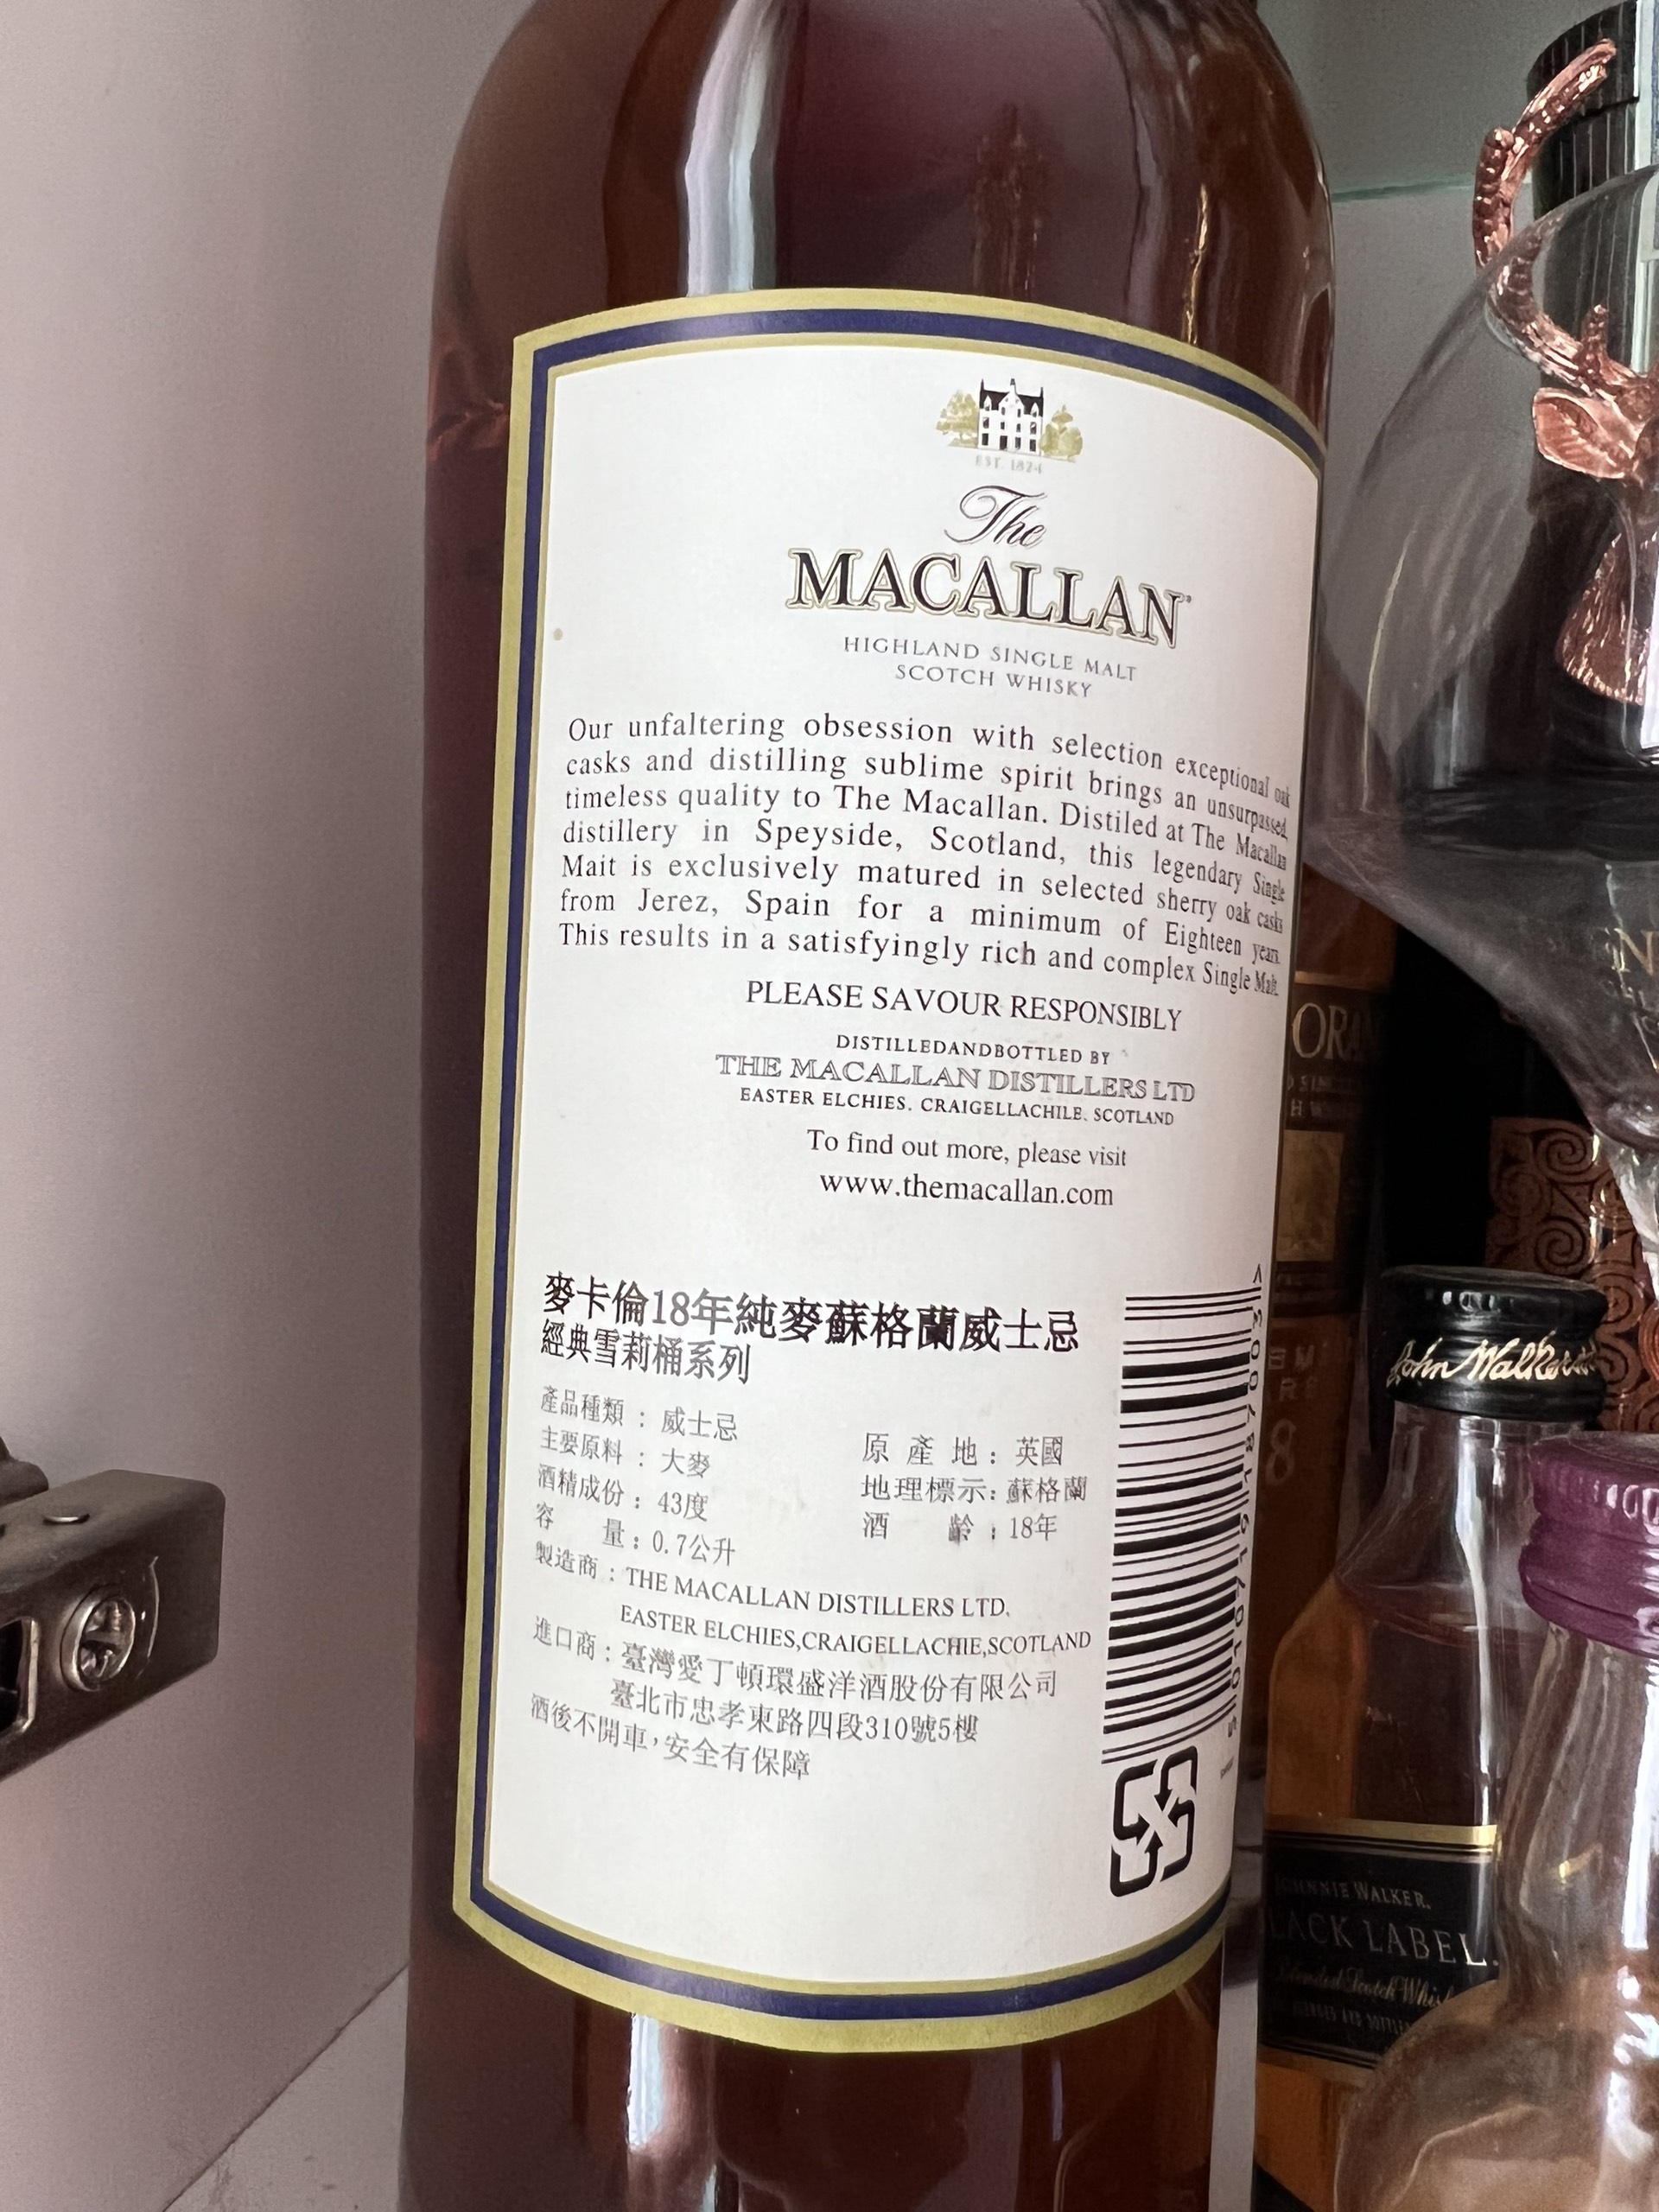 EST. 1824
The
MACALLAN
HIGHLAND SINGLE MALT
SCOTCH WHISKY
Our unfaltering obsession with selection exceptional oak
casks and distilling sublime spirit brings an unsurpassed,
timeless quality to The Macallan. Distiled at The Macallan
distillery in Speyside, Scotland, this legendary Single
Mait is exclusively matured in selected sherry oak casks
from Jerez, Spain for a minimum of Eighteen years.
This results in a satisfyingly rich and complex Single Malt.
PLEASE SAVOUR RESPONSIBLY
DISTILLEDANDBOTTLED BY
THE MACALLAN DISTILLERS LTD
EASTER ELCHIES. CRAIGELLACHILE. SCOTLAND
To find out more, please visit
www.themacallan.com
麥卡倫18年純麥蘇格蘭威士忌
經典雪莉桶系列
產品種類：威士忌
主要原料：大麥
酒精成份：43度
容 量：0.7公升
原 產 地：英國
地理標示：蘇格蘭
酒 齡：18年
製造商：THE MACALLAN DISTILLERS LTD.
EASTER ELCHIES,CRAIGELLACHIE,SCOTLAND
進口商：臺灣愛丁頓環盛洋酒股份有限公司
臺北市忠孝東路四段310號5樓
酒後不開車，安全有保障
John Walker
JOHNNIE WALKER.
LACK LABEL.
Blended Scotch Whisk
ORA